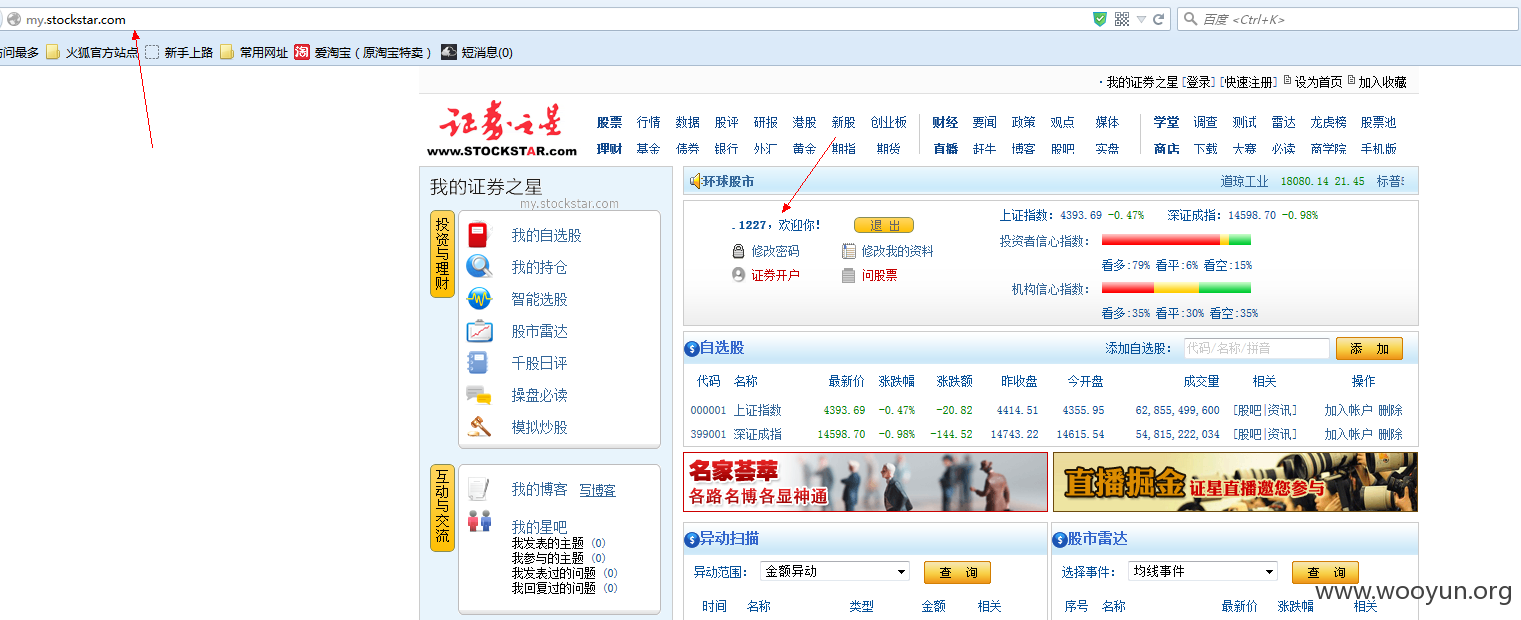 my.stockstar.com
百度 <Ctrl+K>
问最多 火狐官方站点 新手上路 常用网址 淘 爱淘宝（原淘宝特卖） 短消息(0)
·我的证券之星 [登录] [快速注册] 设为首页 加入收藏
证券之星
www.STOCKSTAR.com
股票 行情 数据 股评 研报 港股 新股 创业板 财经 要闻 政策 观点 媒体 学堂 调查 测试 雷达 龙虎榜 股票池
理财 基金 债券 银行 外汇 黄金 期指 期货 直播 赶牛 博客 股吧 实盘 商店 下载 大赛 必读 商学院 手机版
我的证券之星
my.stockstar.com
投资与理财
我的自选股
我的持仓
智能选股
股市雷达
千股日评
操盘必读
模拟炒股
互动与交流
我的博客 写博客
我的星吧
我发表的主题 (0)
我参与的主题 (0)
我发表过的问题 (0)
我回复过的问题 (0)
环球股市 道琼工业 18080.14 21.45 标普
.1227，欢迎你! 退 出
修改密码 修改我的资料
证券开户 问股票
上证指数: 4393.69 -0.47% 深证成指: 14598.70 -0.98%
投资者信心指数:
看多:79% 看平:6% 看空:15%
机构信心指数:
看多:35% 看平:30% 看空:35%
自选股 添加自选股: 代码/名称/拼音 添 加
代码 名称 最新价 涨跌幅 涨跌额 昨收盘 今开盘 成交量 相关 操作
000001 上证指数 4393.69 -0.47% -20.82 4414.51 4355.95 62,855,499,600 [股吧|资讯] 加入帐户 删除
399001 深证成指 14598.70 -0.98% -144.52 14743.22 14615.54 54,815,222,034 [股吧|资讯] 加入帐户 删除
名家荟萃
各路名博各显神通
直播掘金 证星直播邀您参与
异动扫描
异动范围: 金额异动 查 询
时间 名称 类型 金额 相关
股市雷达
选择事件: 均线事件 查 询
序号 名称 最新价 涨跌幅 相关
www.wooyun.org